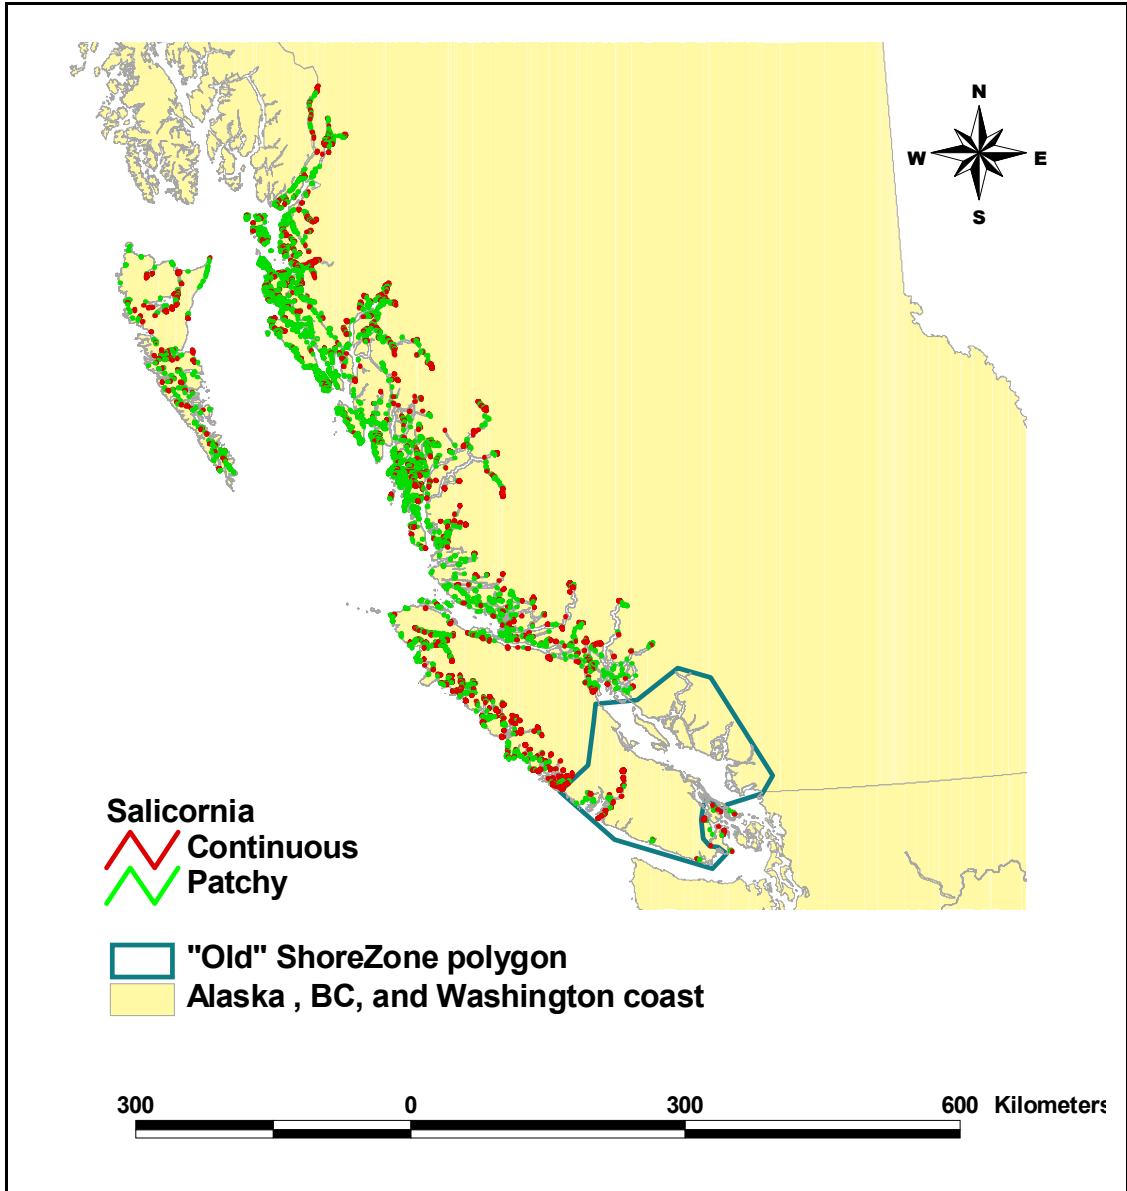 N
W E
S
Salicornia
Continuous
Patchy
"Old" ShoreZone polygon
Alaska , BC, and Washington coast
300 0 300 600 Kilometers